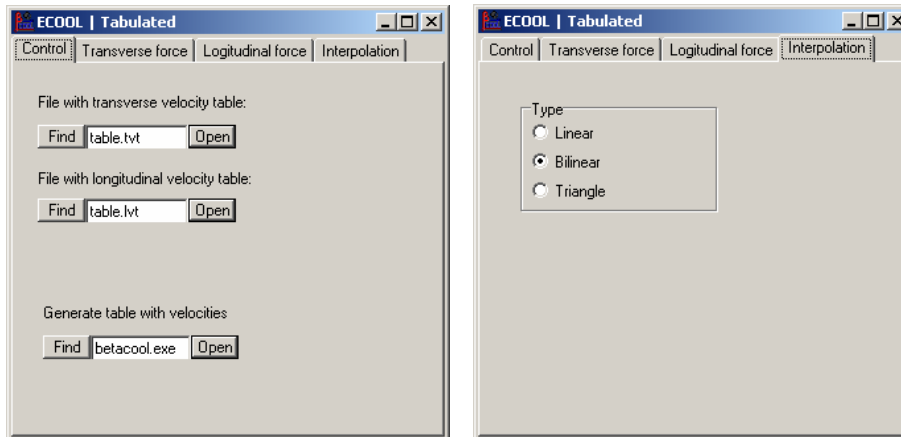 ECOOL | Tabulated
Control Transverse force Logitudinal force Interpolation
File with transverse velocity table:
Find table.tvt Open
File with longitudinal velocity table:
Find table.lvt Open
Generate table with velocities
Find betacool.exe Open
ECOOL | Tabulated
Control Transverse force Logitudinal force Interpolation
Type
Linear
Bilinear
Triangle